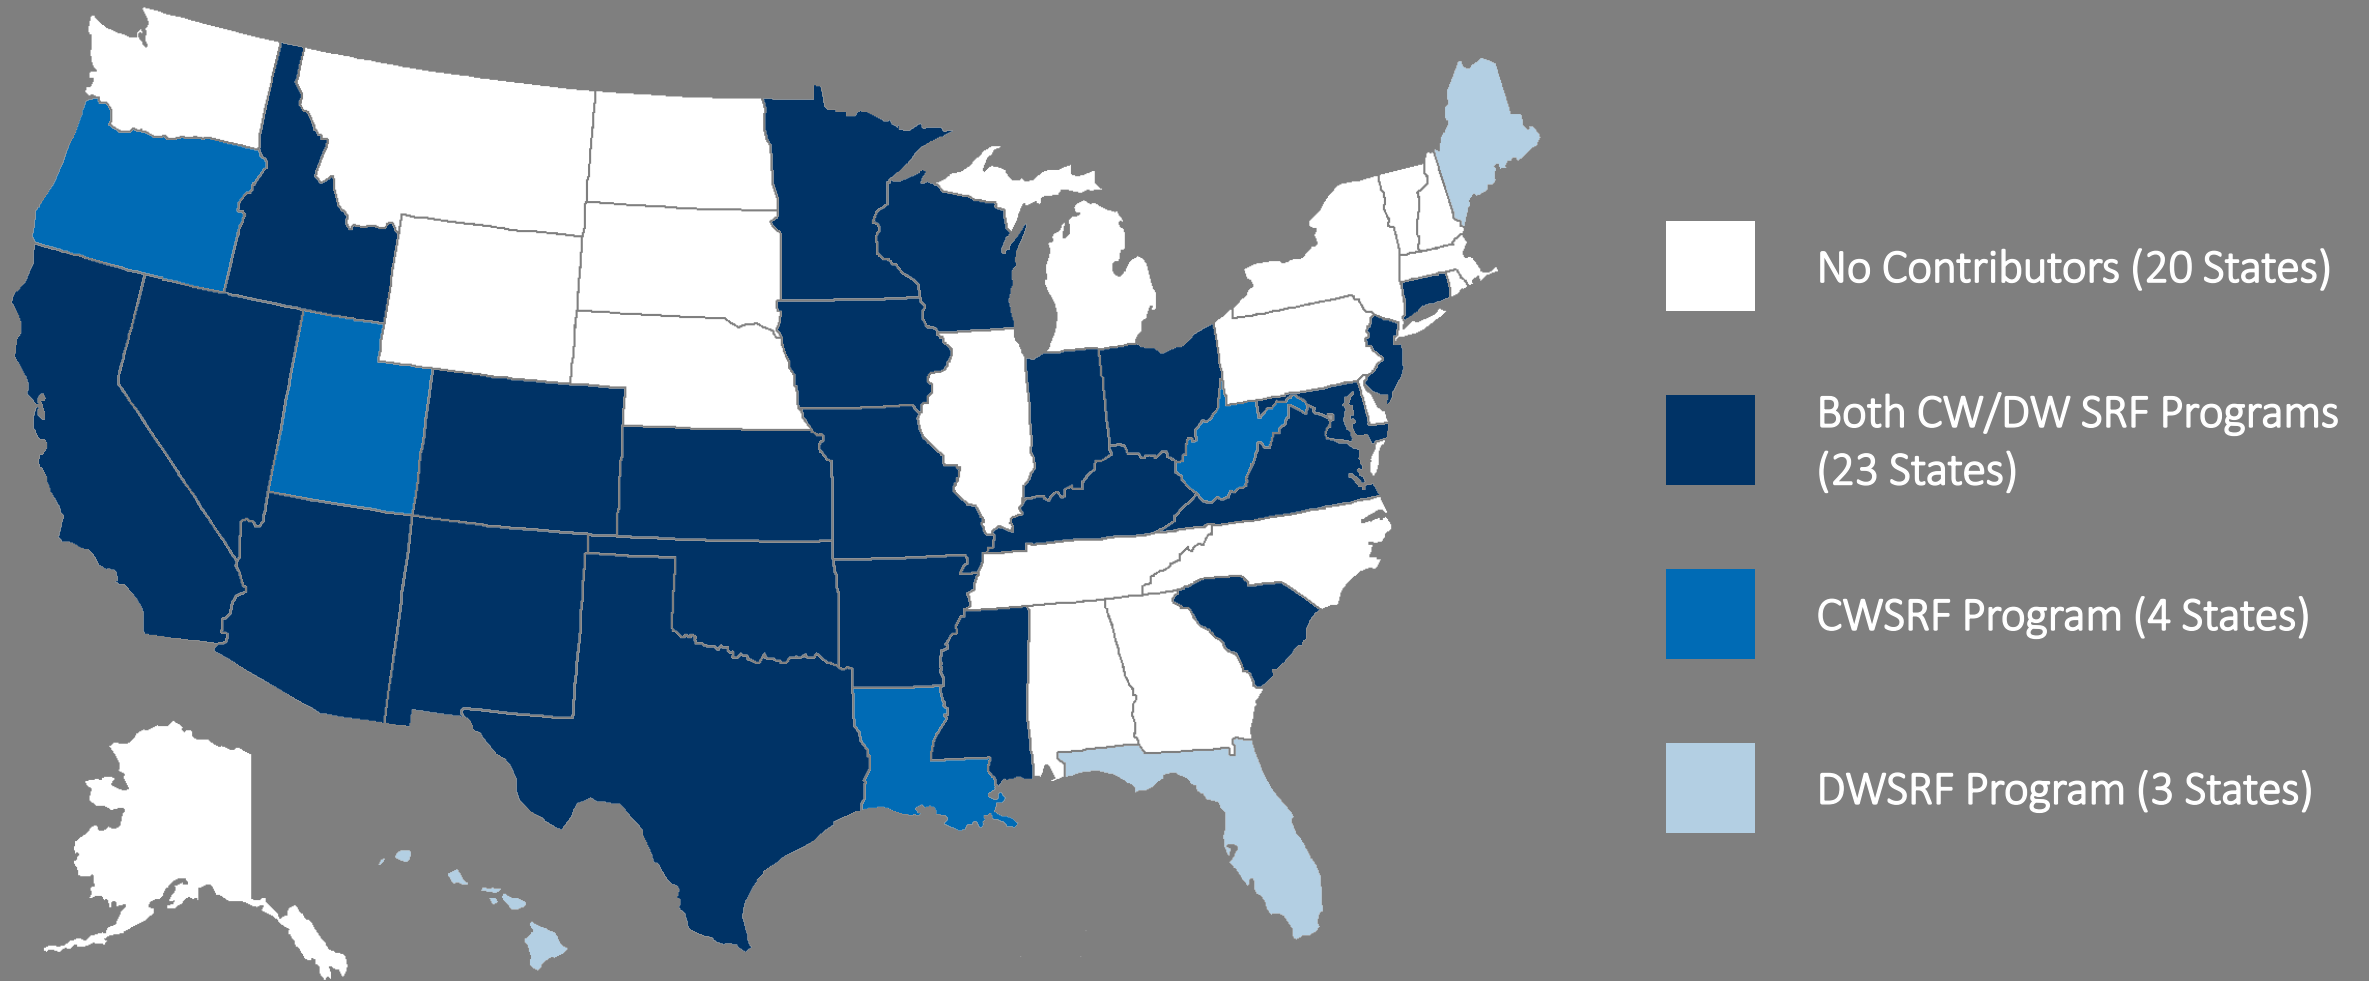 No Contributors (20 States)
Both CW/DW SRF Programs
(23 States)
CWSRF Program (4 States)
DWSRF Program (3 States)